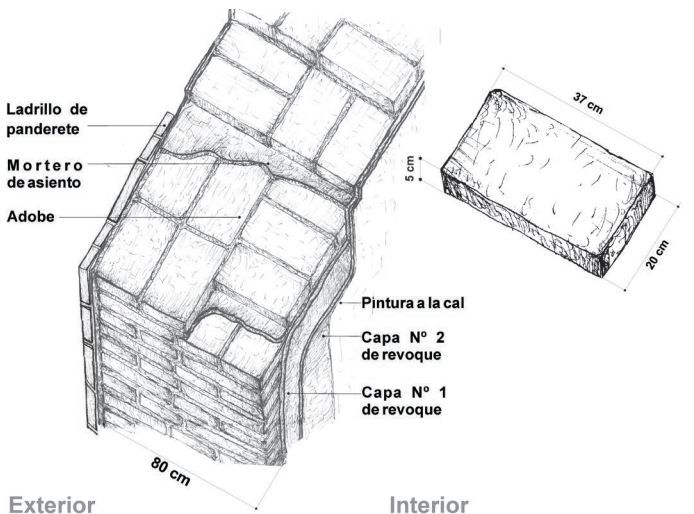 Ladrillo de
panderete
Mortero
de asiento
Adobe
37 cm
5 cm
20 cm
Pintura a la cal
Capa Nº 2
de revoque
Capa Nº 1
de revoque
80 cm
Exterior
Interior